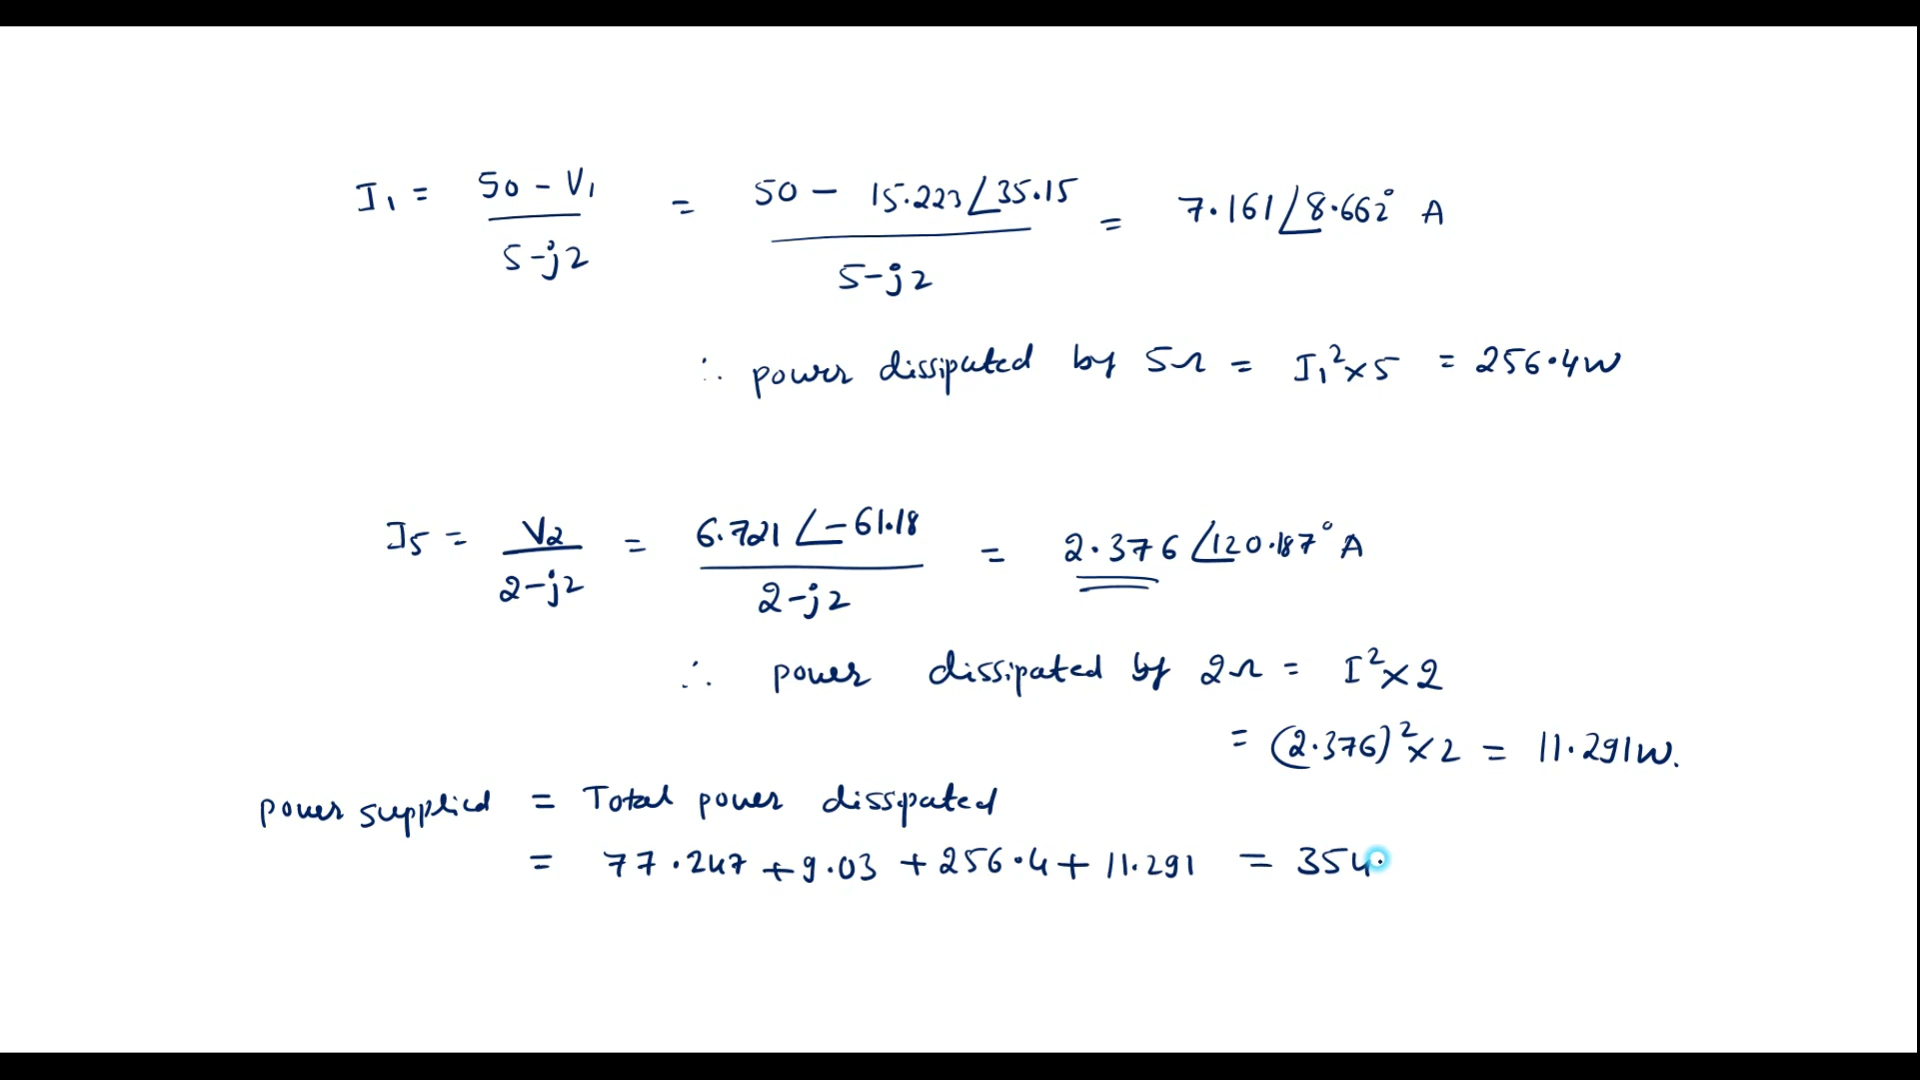 I₁ = (50 - V₁)/(5-j2) = (50 - 15.223∠35.15)/(5-j2) = 7.161∠8.662° A
∴ power dissipated by 5Ω = I₁²×5 = 256.4W
I₅ = V₂/(2-j2) = (6.721∠-61.18)/(2-j2) = 2.376∠120.187° A
∴ power dissipated by 2Ω = I²×2
= (2.376)²×2 = 11.291W.
power supplied = Total power dissipated
= 77.247 + 9.03 + 256.4 + 11.291 = 354.